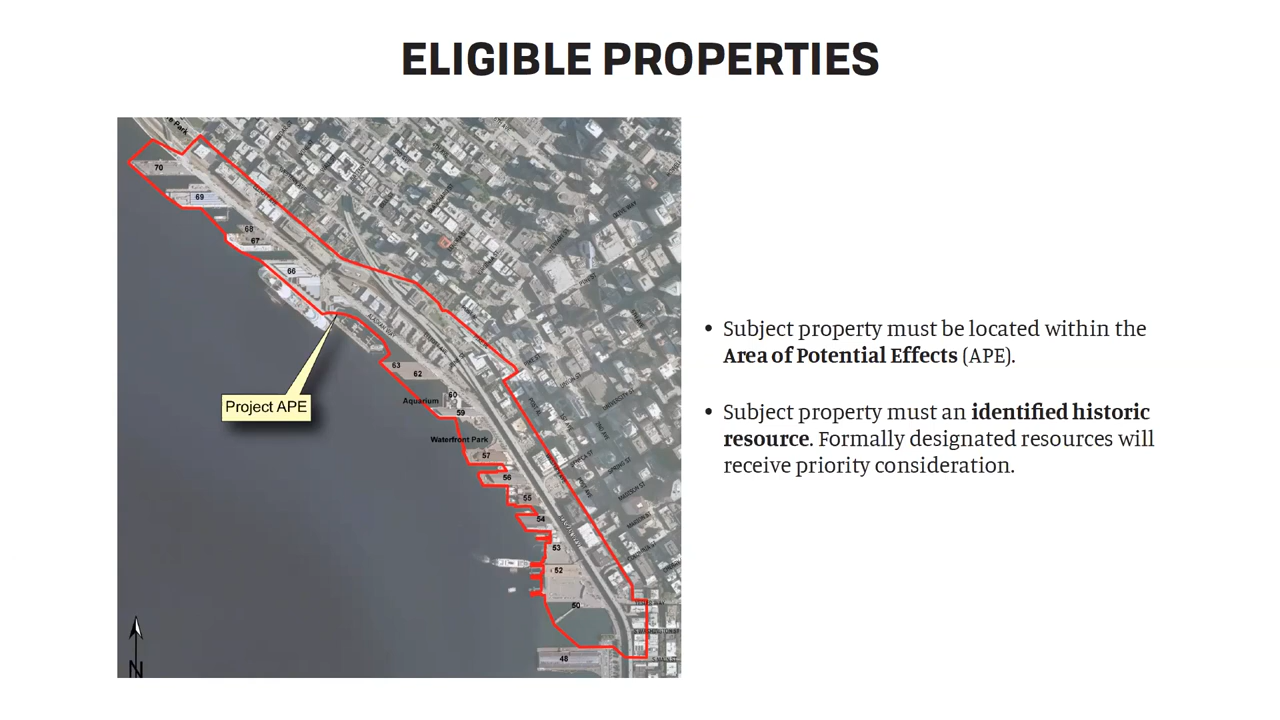 ELIGIBLE PROPERTIES
70
69
68
67
66
Project APE
63
62
Aquarium
60
59
Waterfront Park
57
56
55
54
53
52
50
48
N
• Subject property must be located within the
Area of Potential Effects (APE).
• Subject property must an identified historic
resource. Formally designated resources will
receive priority consideration.